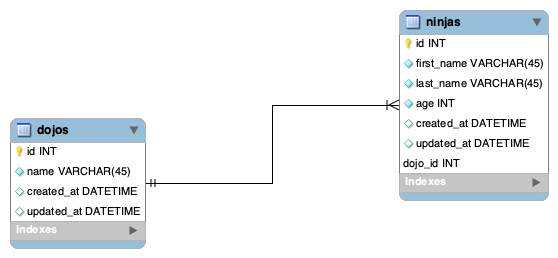 ninjas
id INT
first_name VARCHAR(45)
last_name VARCHAR(45)
age INT
created_at DATETIME
updated_at DATETIME
dojo_id INT
Indexes
dojos
id INT
name VARCHAR(45)
created_at DATETIME
updated_at DATETIME
Indexes